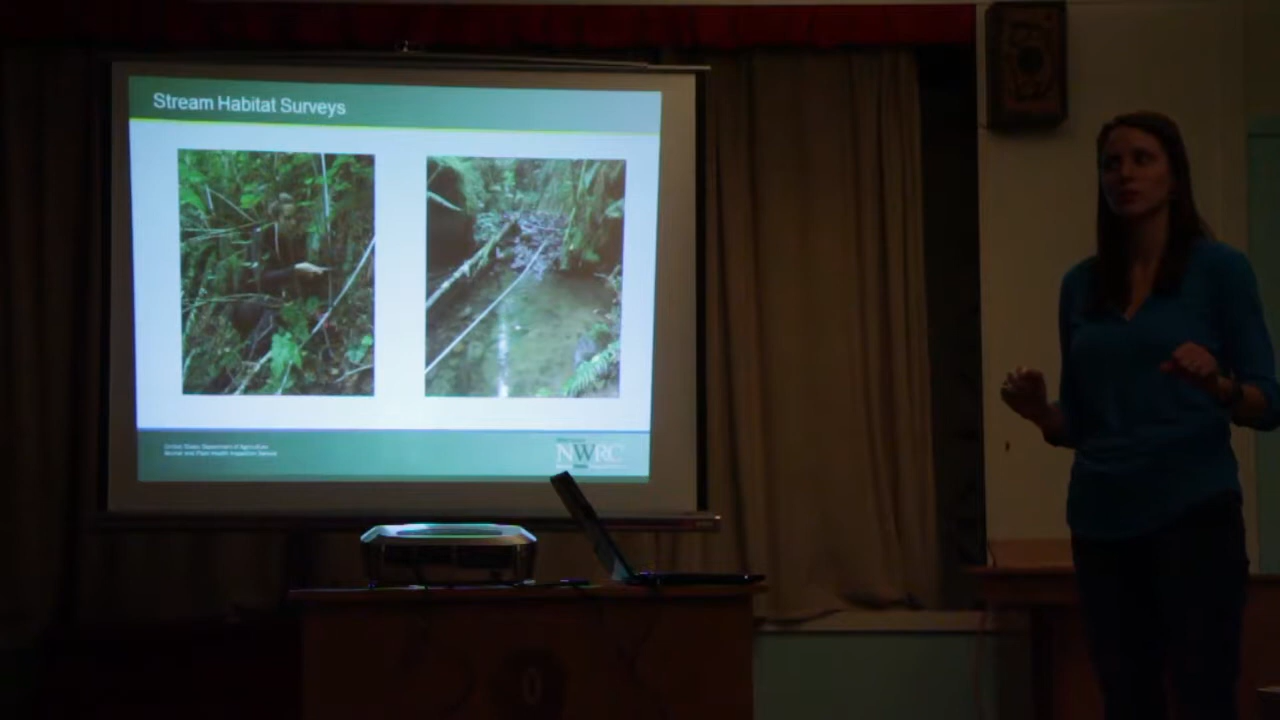 Stream Habitat Surveys
United States Department of Agriculture
Animal and Plant Health Inspection Service
NWRC